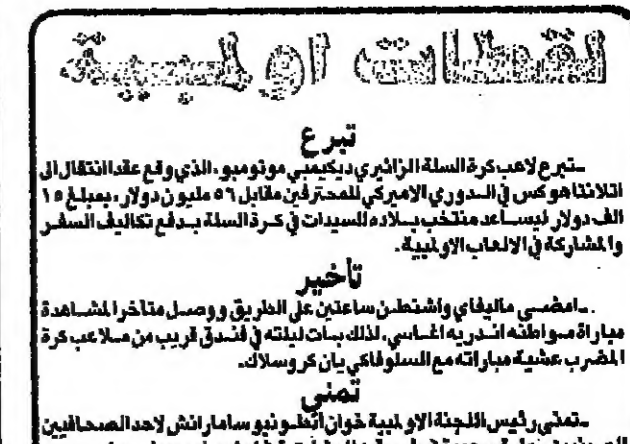 لقطات اولمبية
تبرع
ـ تبرع لاعب كرة السلة الزائيري ديكيمبي موتومبو، الذي وقع عقدا انتقال الى
اتلانتا هوكس في الدوري الاميركي للمحترفين مقابل ٥٦ مليون دولار، بمبلغ ١٥
الف دولار ليساعد منتخب بلاده للسيدات في كرة السلة بدفع تكاليف السفر
والمشاركة في الالعاب الاولمبية.
تأخير
ـ امضى ماليفاي واشنطن ساعتين على الطريق ووصل متاخرا لمشاهدة
مباراة مواطنه اندريه اغاسي، لذلك بات ليلته في فندق قريب من ملاعب كرة
المضرب عشية مباراته مع السلوفاكي يان كروسلاك.
تمنى
ـ تمنى رئيس اللجنة الاولمبية خوان انطونيو سامارانش لاحد الصحافيين